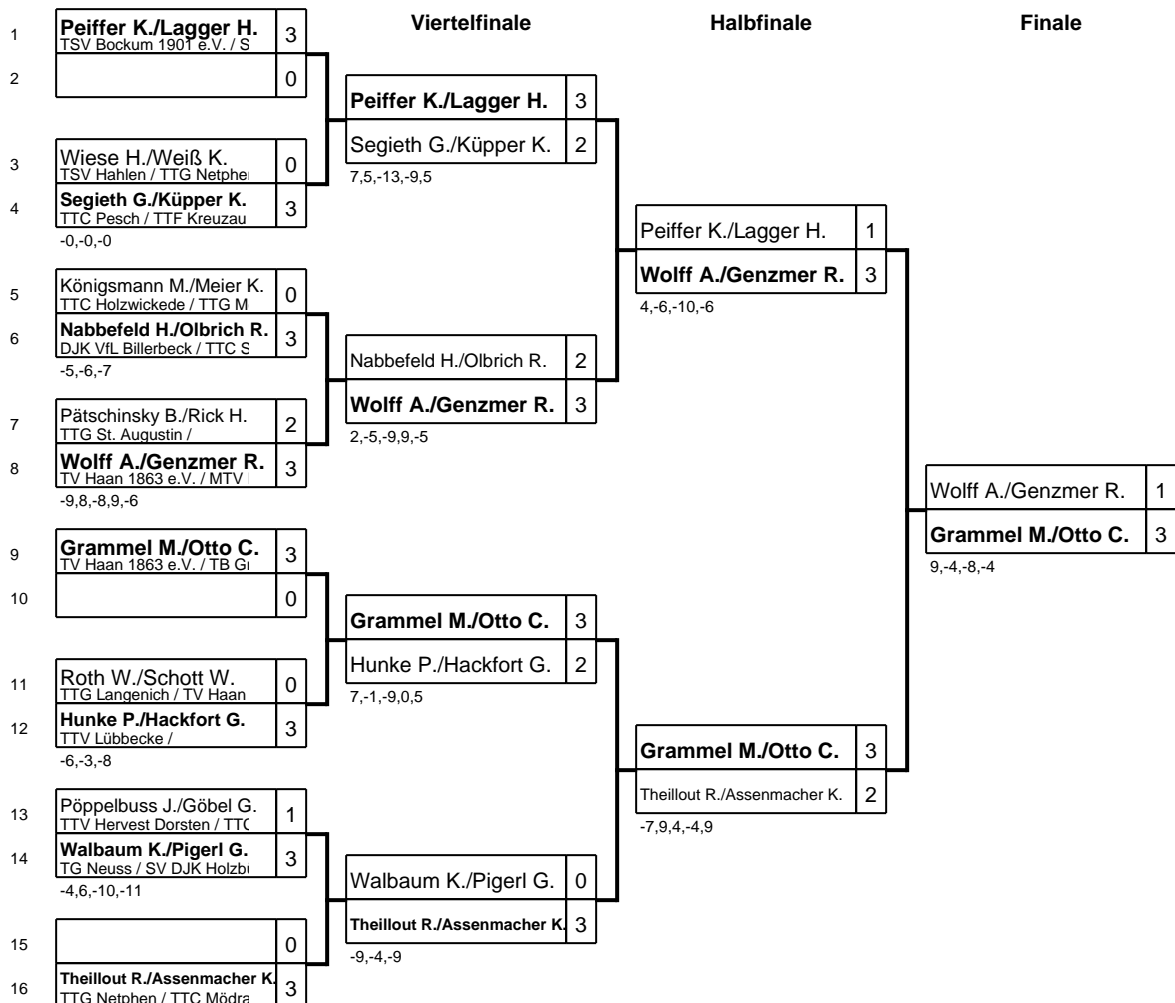 Viertelfinale
Halbfinale
Finale
1
Peiffer K./Lagger H. 3
TSV Bockum 1901 e.V. / S
2
0
3
Wiese H./Weiß K. 0
TSV Hahlen / TTG Netphe
4
Segieth G./Küpper K. 3
TTC Pesch / TTF Kreuzau
-0,-0,-0
5
Königsmann M./Meier K. 0
TTC Holzwickede / TTG M
6
Nabbefeld H./Olbrich R. 3
DJK VfL Billerbeck / TTC S
-5,-6,-7
7
Pätschinsky B./Rick H. 2
TTG St. Augustin /
8
Wolff A./Genzmer R. 3
TV Haan 1863 e.V. / MTV
-9,8,-8,9,-6
9
Grammel M./Otto C. 3
TV Haan 1863 e.V. / TB G
10
0
11
Roth W./Schott W. 0
TTG Langenich / TV Haan
12
Hunke P./Hackfort G. 3
TTV Lübbecke /
-6,-3,-8
13
Pöppelbuss J./Göbel G. 1
TTV Hervest Dorsten / TTC
14
Walbaum K./Pigerl G. 3
TG Neuss / SV DJK Holzb
-4,6,-10,-11
15
0
16
Theillout R./Assenmacher K. 3
TTG Netphen / TTC Mödra
Peiffer K./Lagger H. 3
Segieth G./Küpper K. 2
7,5,-13,-9,5
Nabbefeld H./Olbrich R. 2
Wolff A./Genzmer R. 3
2,-5,-9,9,-5
Grammel M./Otto C. 3
Hunke P./Hackfort G. 2
7,-1,-9,0,5
Walbaum K./Pigerl G. 0
Theillout R./Assenmacher K. 3
-9,-4,-9
Peiffer K./Lagger H. 1
Wolff A./Genzmer R. 3
4,-6,-10,-6
Grammel M./Otto C. 3
Theillout R./Assenmacher K. 2
-7,9,4,-4,9
Wolff A./Genzmer R. 1
Grammel M./Otto C. 3
9,-4,-8,-4